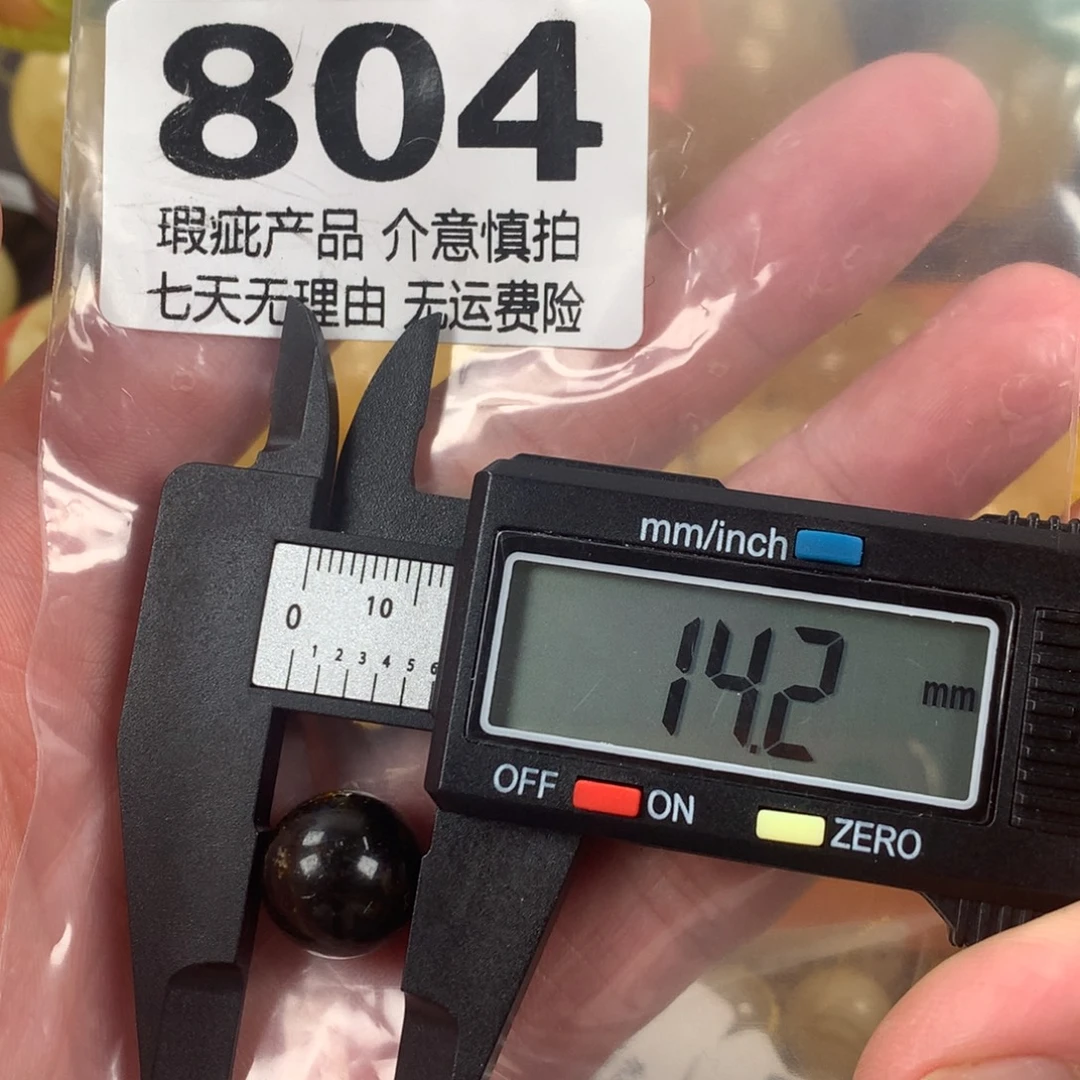 804
瑕疵产品 介意慎拍
七天无理由 无运费险
mm/inch
0 10
1 2 3 4 5 6
14.2 mm
OFF ON ZERO